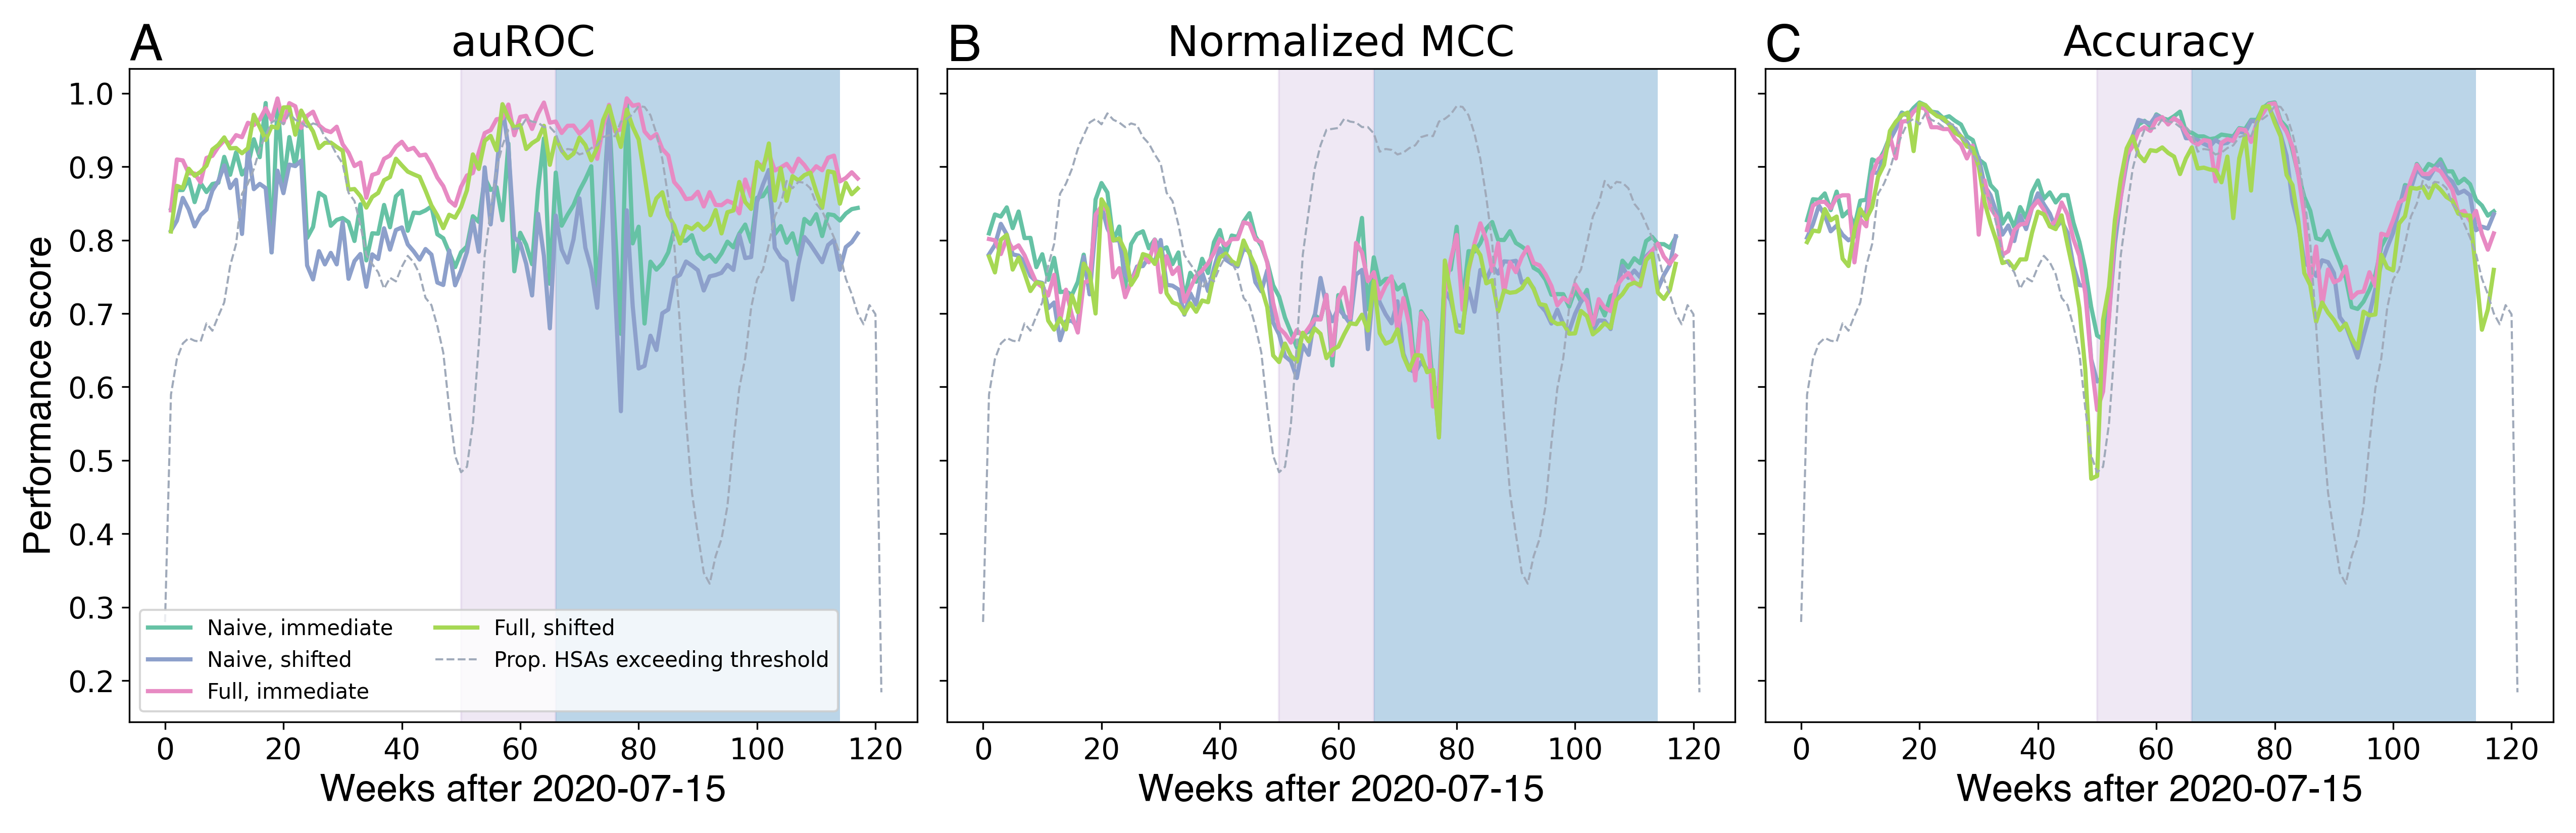 A auROC
B Normalized MCC
C Accuracy
Performance score
1.0
0.9
0.8
0.7
0.6
0.5
0.4
0.3
0.2
Naive, immediate
Naive, shifted
Full, immediate
Full, shifted
Prop. HSAs exceeding threshold
0 20 40 60 80 100 120
0 20 40 60 80 100 120
0 20 40 60 80 100 120
Weeks after 2020-07-15
Weeks after 2020-07-15
Weeks after 2020-07-15